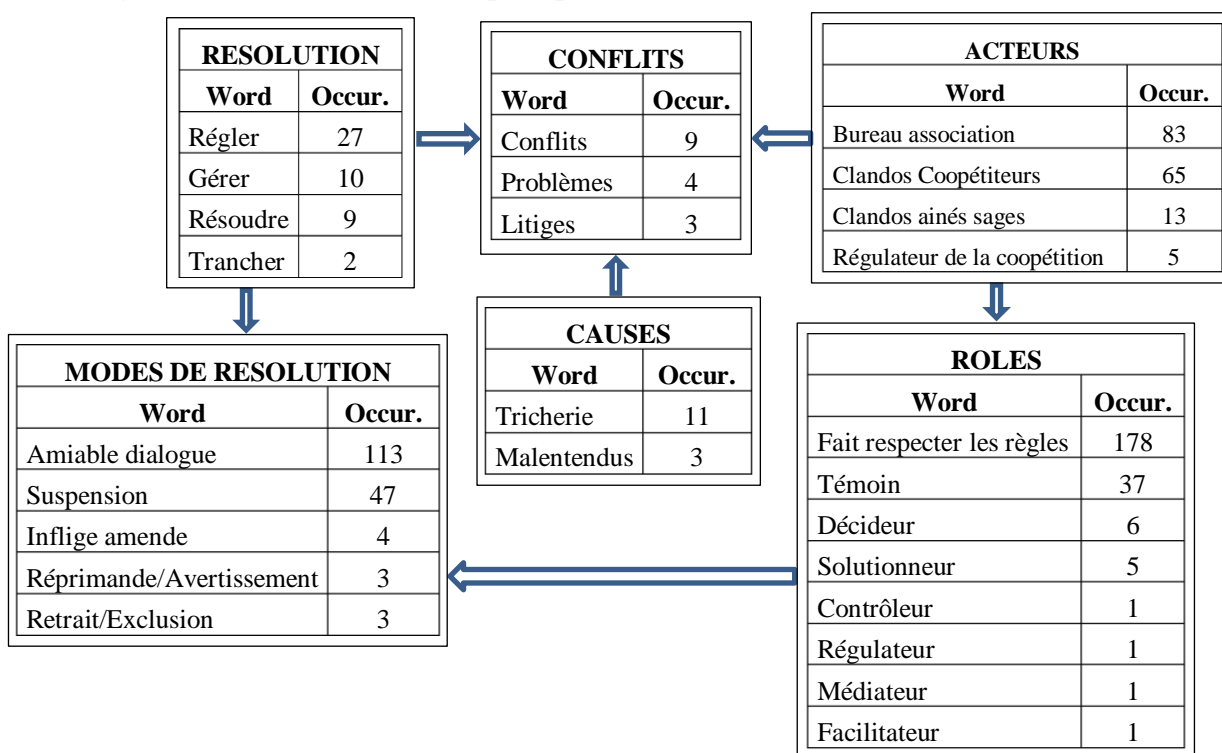 RESOLUTION
Word Occur.
Régler 27
Gérer 10
Résoudre 9
Trancher 2
CONFLITS
Word Occur.
Conflits 9
Problèmes 4
Litiges 3
ACTEURS
Word Occur.
Bureau association 83
Clandos Coopétiteurs 65
Clandos ainés sages 13
Régulateur de la coopétition 5
CAUSES
Word Occur.
Tricherie 11
Malentendus 3
MODES DE RESOLUTION
Word Occur.
Amiable dialogue 113
Suspension 47
Inflige amende 4
Réprimande/Avertissement 3
Retrait/Exclusion 3
ROLES
Word Occur.
Fait respecter les règles 178
Témoin 37
Décideur 6
Solutionneur 5
Contrôleur 1
Régulateur 1
Médiateur 1
Facilitateur 1